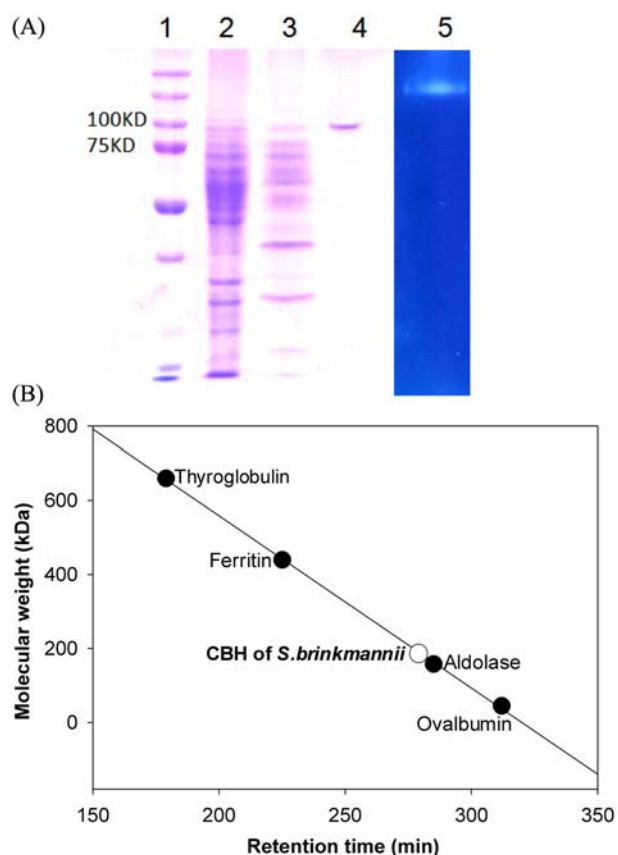 (A)
1 2 3 4 5
100KD
75KD
(B)
800
600
400
200
0
Molecular weight (kDa)
Thyroglobulin
Ferritin
CBH of S.brinkmannii
Aldolase
Ovalbumin
150 200 250 300 350
Retention time (min)